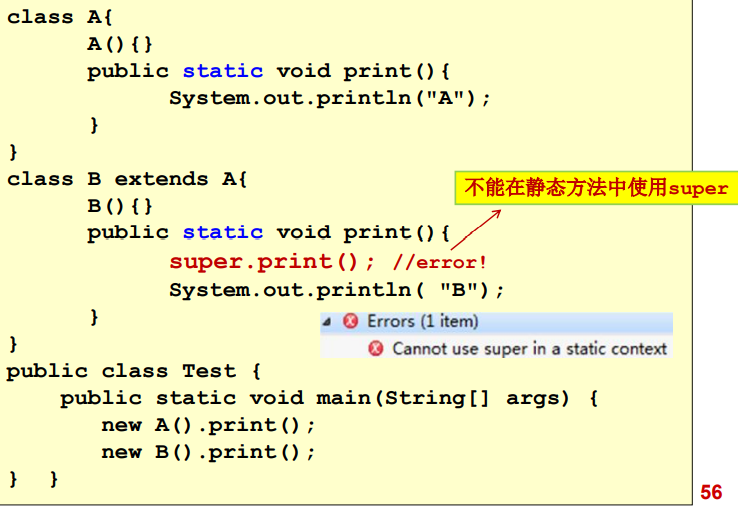 class A{
A(){}
public static void print(){
System.out.println("A");
}
}
class B extends A{
不能在静态方法中使用super
B(){}
public static void print(){
super.print(); //error!
System.out.println( "B");
}
Errors (1 item)
}
Cannot use super in a static context
public class Test {
public static void main(String[] args) {
new A().print();
new B().print();
} }
56